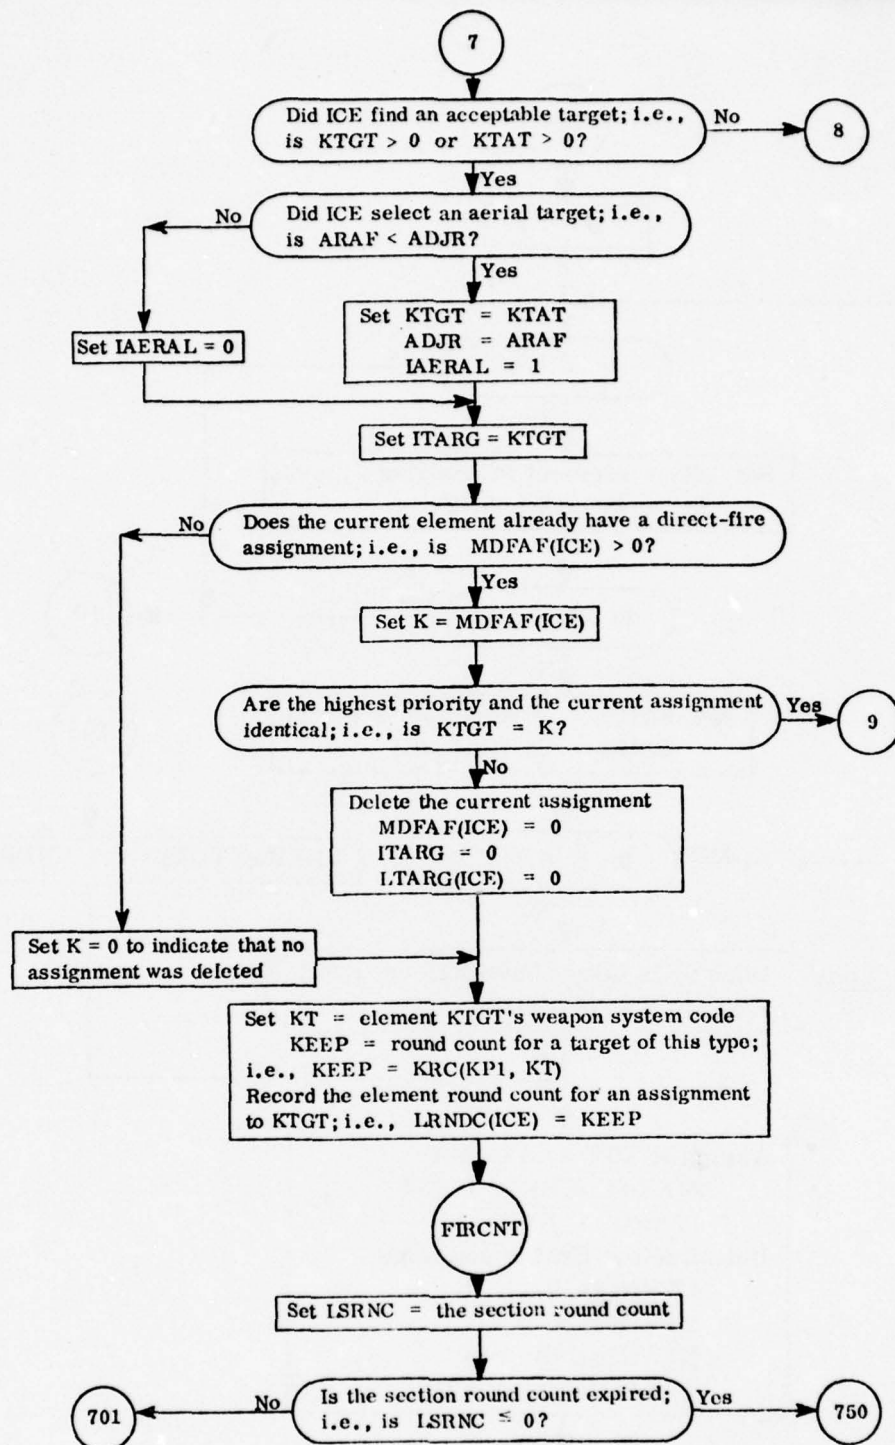 7
Did ICE find an acceptable target; i.e.,
is KTGT > 0 or KTAT > 0?
No
8
Yes
No
Did ICE select an aerial target; i.e.,
is ARAF < ADJR?
Yes
Set IAERAL = 0
Set KTGT = KTAT
ADJR = ARAF
IAERAL = 1
Set ITARG = KTGT
No
Does the current element already have a direct-fire
assignment; i.e., is MDFAF(ICE) > 0?
Yes
Set K = MDFAF(ICE)
Are the highest priority and the current assignment
identical; i.e., is KTGT = K?
Yes
9
No
Delete the current assignment
MDFAF(ICE) = 0
ITARG = 0
LTARG(ICE) = 0
Set K = 0 to indicate that no
assignment was deleted
Set KT = element KTGT's weapon system code
KEEP = round count for a target of this type;
i.e., KEEP = KRC(KP1, KT)
Record the element round count for an assignment
to KTGT; i.e., LRNDC(ICE) = KEEP
FIRCNT
Set LSRNC = the section round count
701
No
Is the section round count expired;
i.e., is LSRNC ≤ 0?
Yes
750